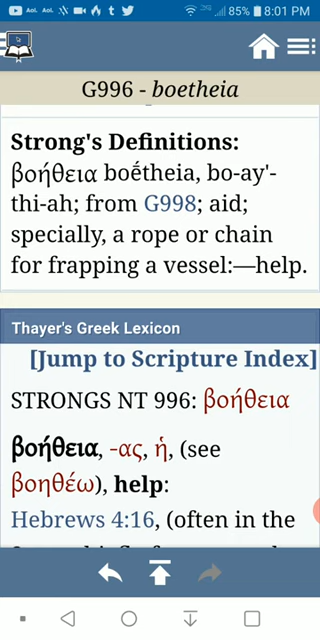 AOL AOL 85% 8:01 PM
G996 - boetheia
Strong's Definitions:
βοήθεια boḗtheia, bo-ay'-
thi-ah; from G998; aid;
specially, a rope or chain
for frapping a vessel:—help.
Thayer's Greek Lexicon
[Jump to Scripture Index]
STRONGS NT 996: βοήθεια
βοήθεια, -ας, ἡ, (see
βοηθέω), help:
Hebrews 4:16, (often in the